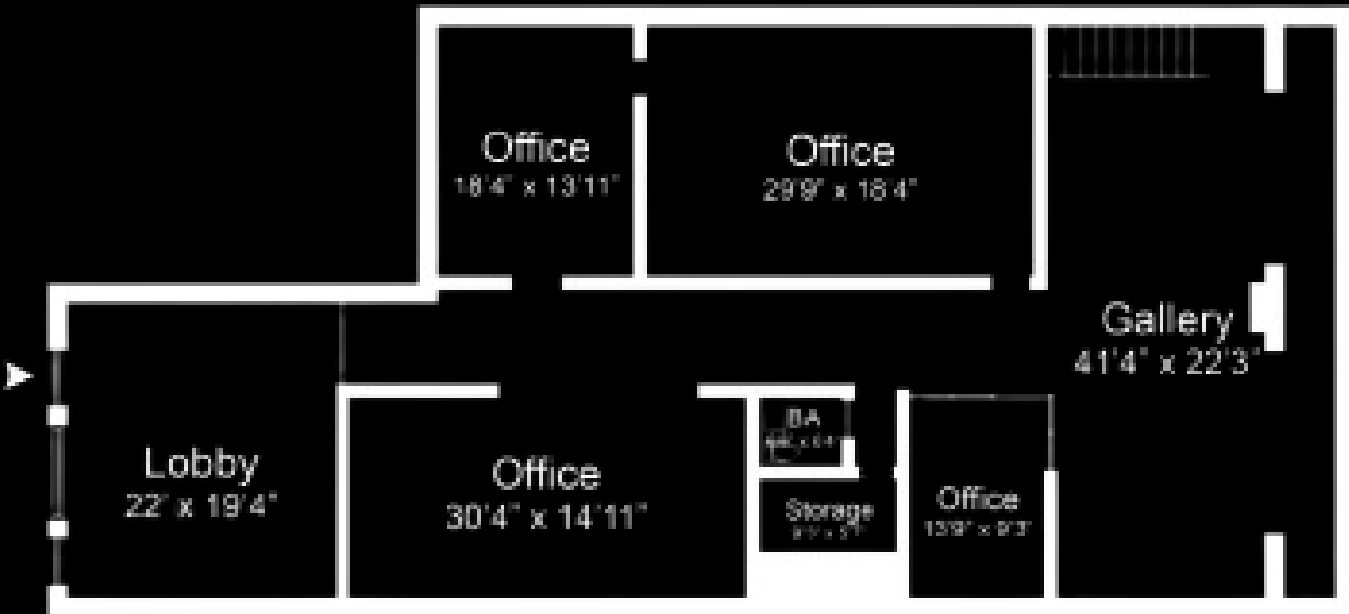 Office
18'4" x 13'11"
Office
29'9" x 18'4"
Gallery
41'4" x 22'3"
Lobby
22' x 19'4"
Office
30'4" x 14'11"
BA
Storage
Office
13'9" x 9'3"